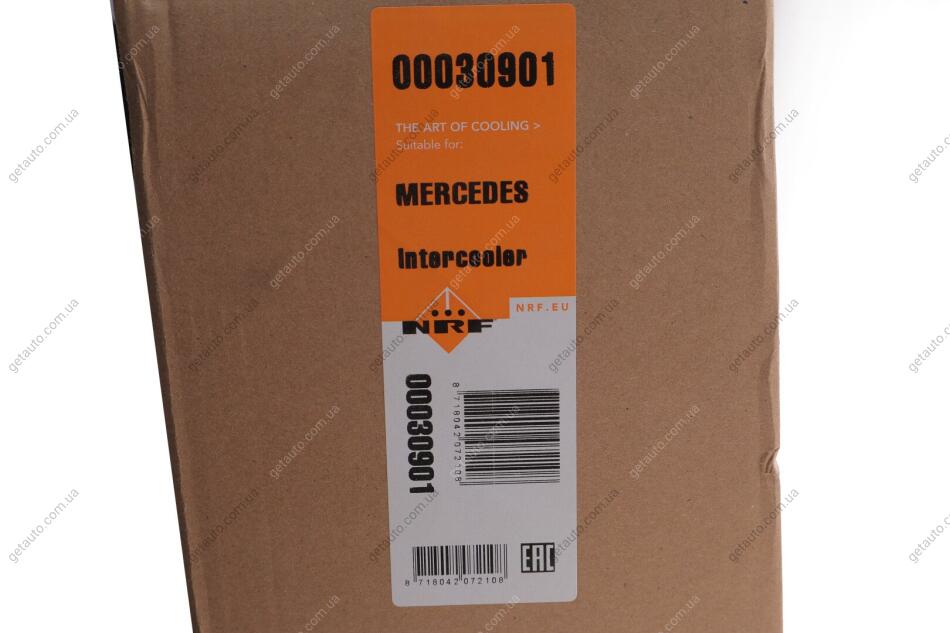 00030901
THE ART OF COOLING >
Suitable for:
MERCEDES
Intercooler
NRF.EU
NRF
00030901
8 718042 072108
8 718042 072108
EAC
getauto.com.ua